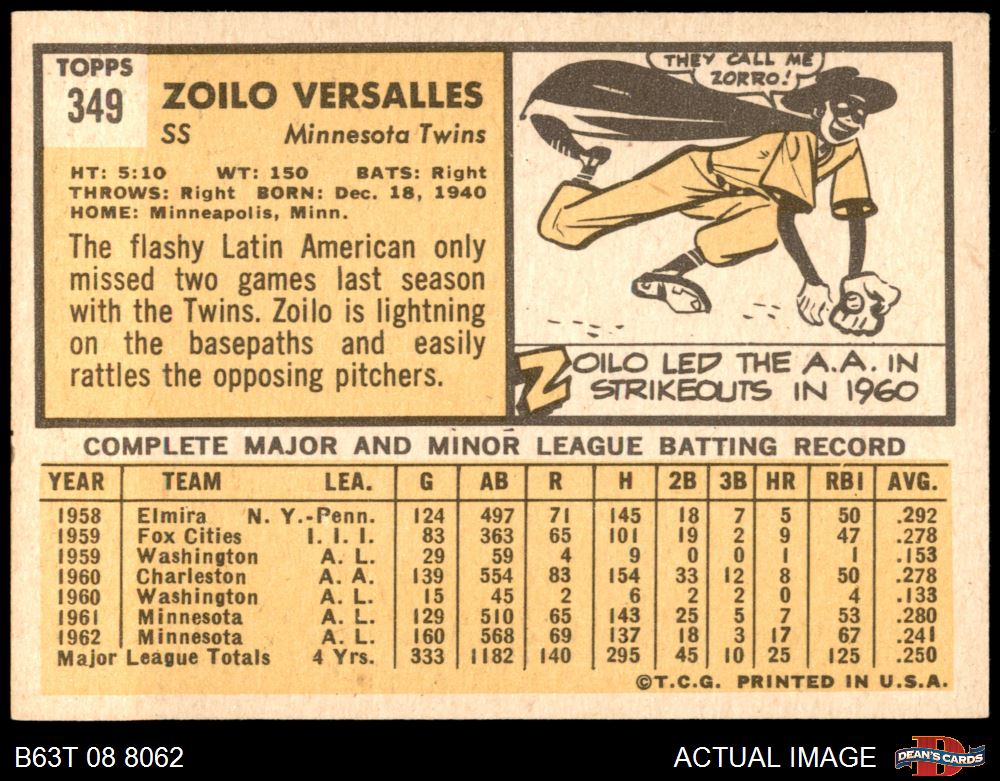 TOPPS
349
ZOILO VERSALLES
SS Minnesota Twins
HT: 5:10 WT: 150 BATS: Right
THROWS: Right BORN: Dec. 18, 1940
HOME: Minneapolis, Minn.
The flashy Latin American only
missed two games last season
with the Twins. Zoilo is lightning
on the basepaths and easily
rattles the opposing pitchers.
THEY CALL ME
ZORRO!
ZOILO LED THE A.A. IN
STRIKEOUTS IN 1960
COMPLETE MAJOR AND MINOR LEAGUE BATTING RECORD
YEAR TEAM LEA. G AB R H 2B 3B HR RBI AVG.
1958 Elmira N. Y.-Penn. 124 497 71 145 18 7 5 50 .292
1959 Fox Cities I. I. I. 83 363 65 101 19 2 9 47 .278
1959 Washington A. L. 29 59 4 9 0 0 1 1 .153
1960 Charleston A. A. 139 554 83 154 33 12 8 50 .278
1960 Washington A. L. 15 45 2 6 2 2 0 4 .133
1961 Minnesota A. L. 129 510 65 143 25 5 7 53 .280
1962 Minnesota A. L. 160 568 69 137 18 3 17 67 .241
Major League Totals 4 Yrs. 333 1182 140 295 45 10 25 125 .250
©T.C.G. PRINTED IN U.S.A.
B63T 08 8062 ACTUAL IMAGE
DEAN'S CARDS